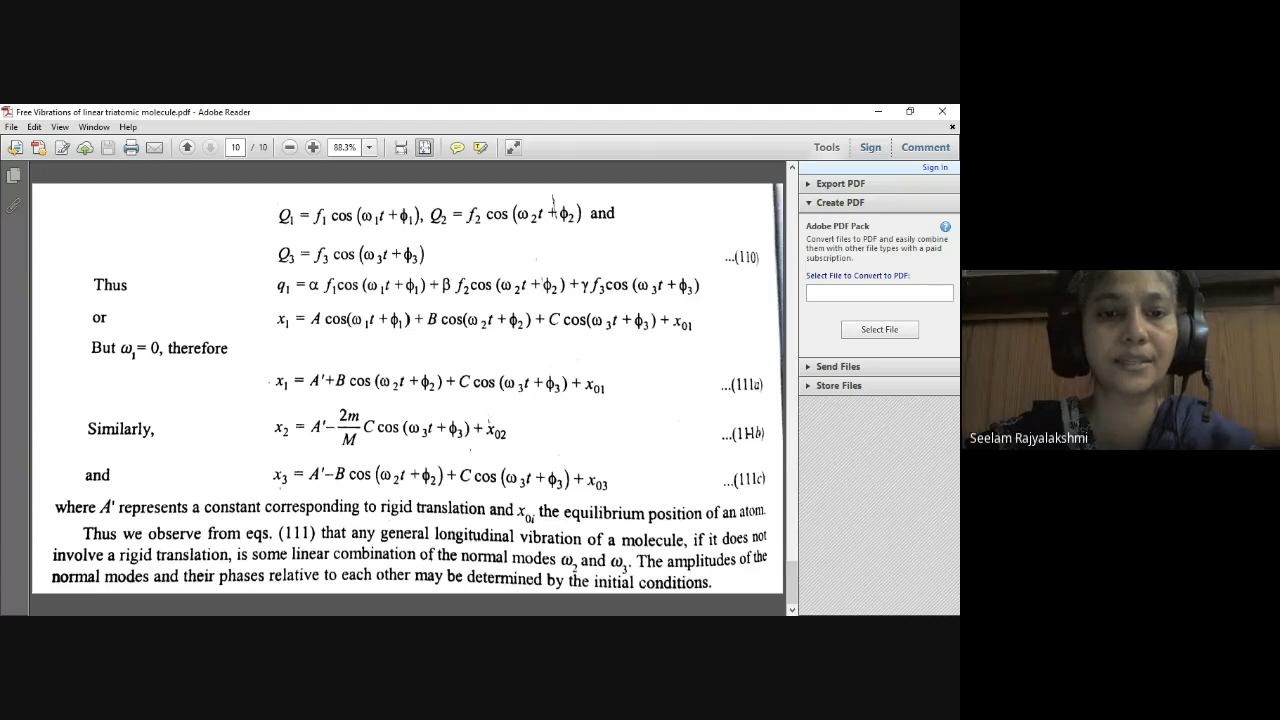 Free Vibrations of linear triatomic molecule.pdf - Adobe Reader
File Edit View Window Help
10 / 10 88.3% Tools Sign Comment
Sign In
Export PDF
Create PDF
Adobe PDF Pack
Convert files to PDF and easily combine
them with other file types with a paid
subscription.
Select File to Convert to PDF:
Select File
Send Files
Store Files
Q₁ = f₁ cos (ω₁t + ϕ₁), Q₂ = f₂ cos (ω₂t + ϕ₂) and
Q₃ = f₃ cos (ω₃t + ϕ₃) ...(110)
Thus q₁ = α f₁cos (ω₁t + ϕ₁) + β f₂cos (ω₂t + ϕ₂) + γ f₃cos (ω₃t + ϕ₃)
or x₁ = A cos(ω₁t + ϕ₁) + B cos(ω₂t + ϕ₂) + C cos(ω₃t + ϕ₃) + x₀₁
But ω₁ = 0, therefore
x₁ = A′+ B cos (ω₂t + ϕ₂) + C cos (ω₃t + ϕ₃) + x₀₁ ...(111a)
Similarly, x₂ = A′− 2m/M C cos (ω₃t + ϕ₃) + x₀₂ ...(111b)
and x₃ = A′− B cos (ω₂t + ϕ₂) + C cos (ω₃t + ϕ₃) + x₀₃ ...(111c)
where A′ represents a constant corresponding to rigid translation and x₀ᵢ the equilibrium position of an atom.
Thus we observe from eqs. (111) that any general longitudinal vibration of a molecule, if it does not
involve a rigid translation, is some linear combination of the normal modes ω₂ and ω₃. The amplitudes of the
normal modes and their phases relative to each other may be determined by the initial conditions.
Seelam Rajyalakshmi